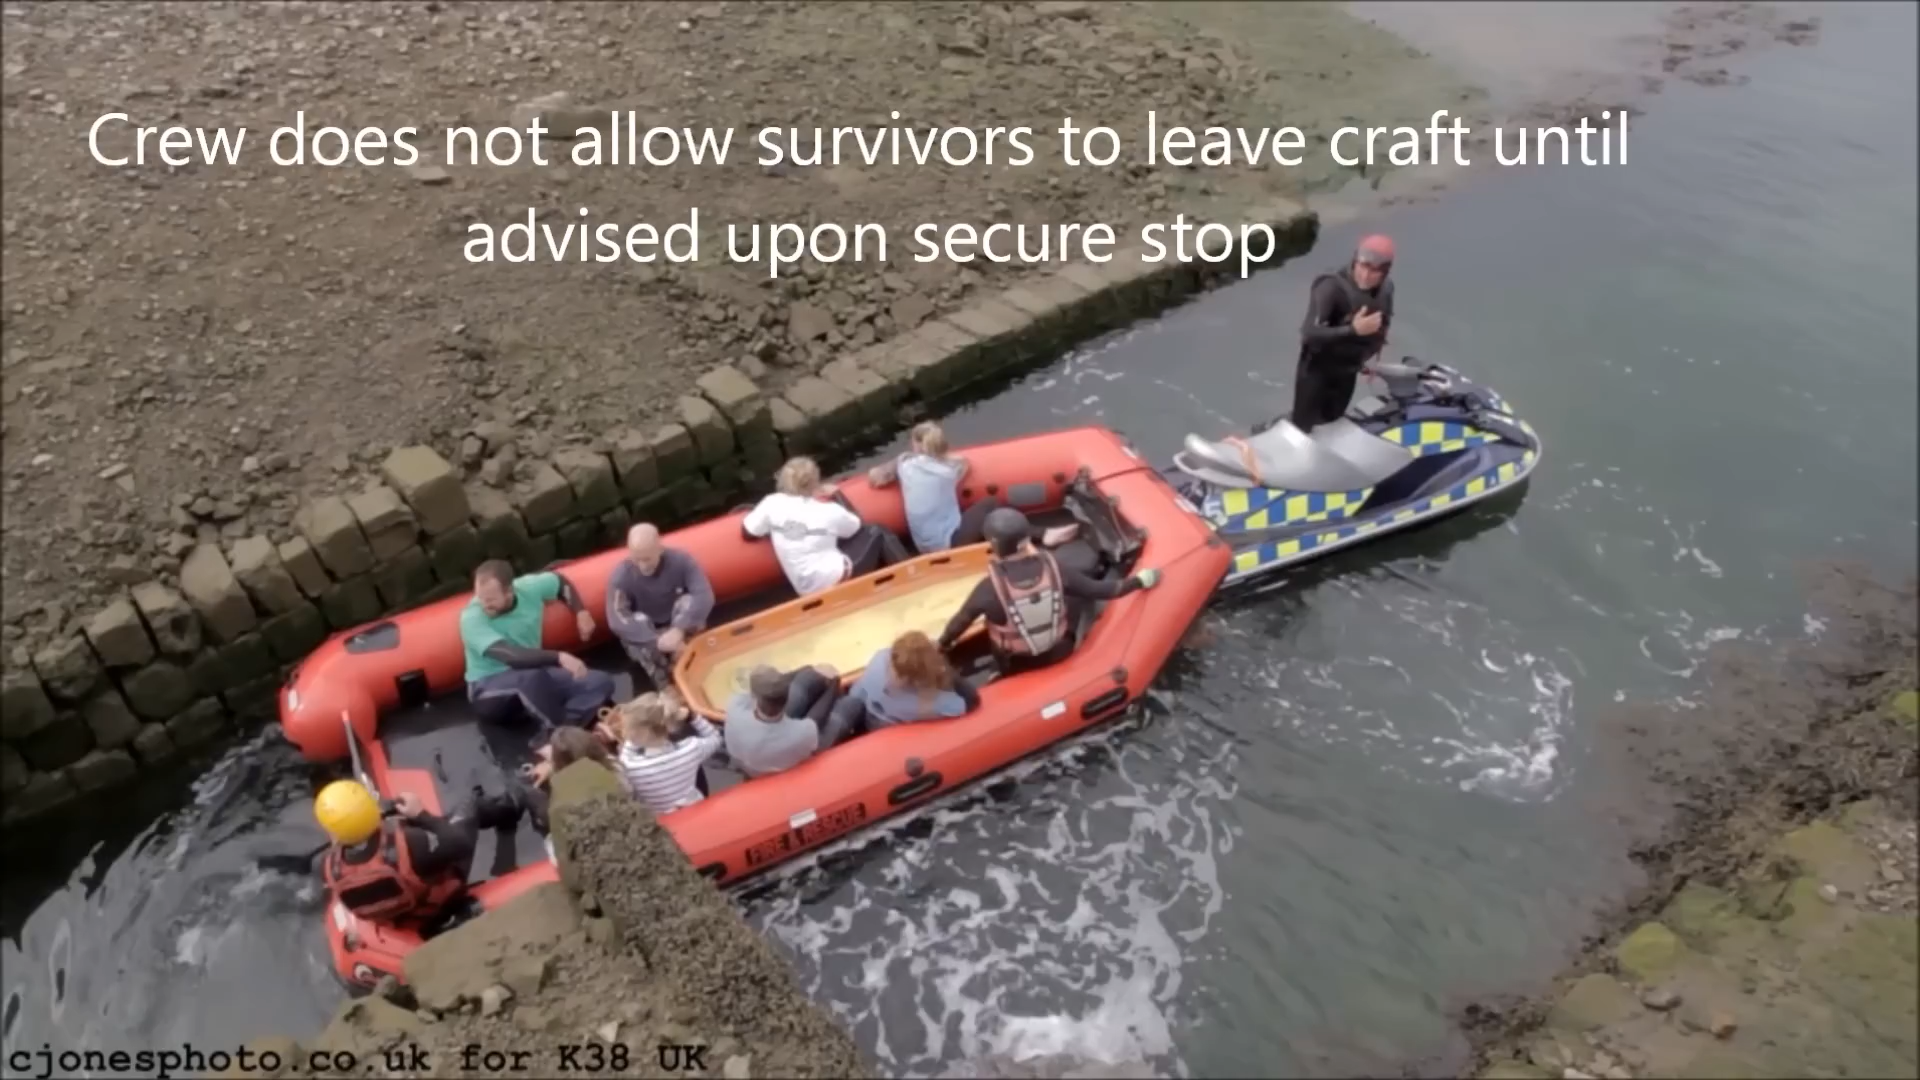 Crew does not allow survivors to leave craft until
advised upon secure stop
FIRE & RESCUE
cjonesphoto.co.uk for K38 UK